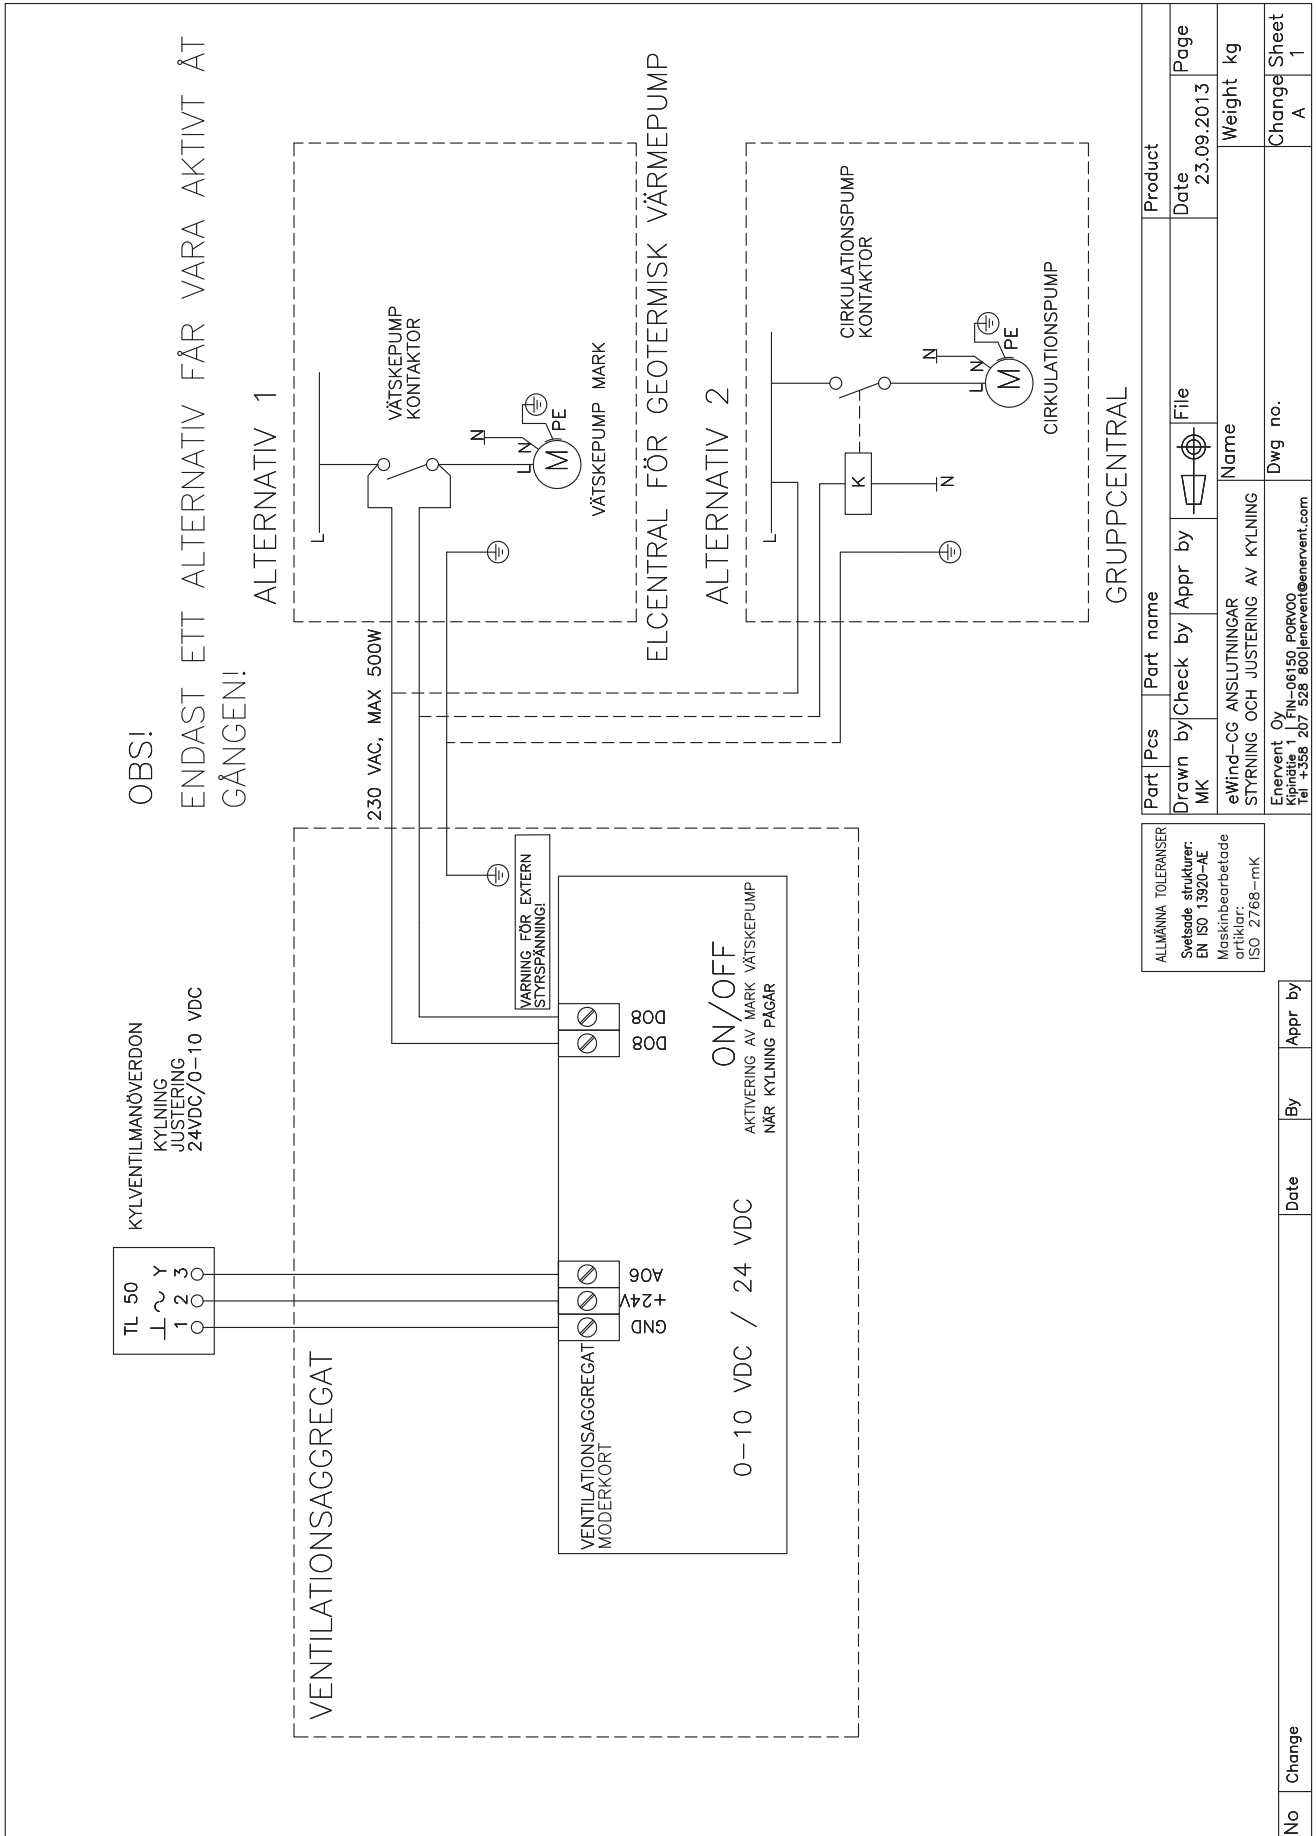 OBS!
ENDAST ETT ALTERNATIV FÅR VARA AKTIVT ÅT
GÅNGEN!
KYLVENTILMANÖVERDON
KYLNING
JUSTERING
24VDC/0-10 VDC
TL 50
Y
1 2 3
VENTILATIONSAGGREGAT
VENTILATIONSAGGREGAT
MODERKORT
GND
+24V
AO6
0-10 VDC / 24 VDC
DO8
DO8
VARNING FÖR EXTERN
STYRSPÄNNING!
ON/OFF
AKTIVERING AV MARK VÄTSKEPUMP
NÄR KYLNING PÅGÅR
230 VAC, MAX 500W
ALTERNATIV 1
L
VÄTSKEPUMP
KONTAKTOR
N
L
N
PE
M
VÄTSKEPUMP MARK
ELCENTRAL FÖR GEOTERMISK VÄRMEPUMP
ALTERNATIV 2
L
CIRKULATIONSPUMP
KONTAKTOR
K
N
N
L
N
PE
M
CIRKULATIONSPUMP
GRUPPCENTRAL
ALLMÄNNA TOLERANSER
Svetsade strukturer:
EN ISO 13920-AE
Maskinbearbetade
artiklar:
ISO 2768-mK
Part Pcs Part name Product
Drawn by Check by Appr by File Date Page
MK 23.09.2013
eWind-CG ANSLUTNINGAR
STYRNING OCH JUSTERING AV KYLNING
Name
Weight kg
Enervent Oy
Kipinätie 1 | FIN-06150 PORVOO
Tel +358 207 528 800|enervent@enervent.com
Dwg no.
Change Sheet
A 1
No Change Date By Appr by